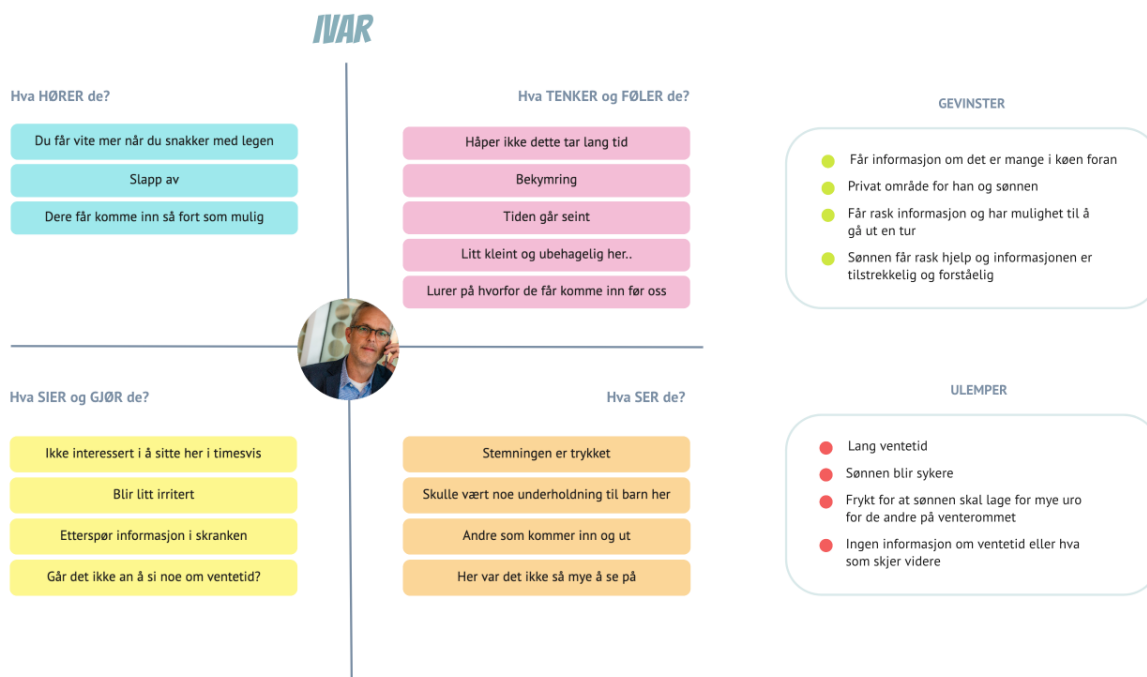 IVAR
Hva HØRER de?
Du får vite mer når du snakker med legen
Slapp av
Dere får komme inn så fort som mulig
Hva TENKER og FØLER de?
Håper ikke dette tar lang tid
Bekymring
Tiden går seint
Litt kleint og ubehagelig her..
Lurer på hvorfor de får komme inn før oss
Hva SIER og GJØR de?
Ikke interessert i å sitte her i timesvis
Blir litt irritert
Etterspør informasjon i skranken
Går det ikke an å si noe om ventetid?
Hva SER de?
Stemningen er trykket
Skulle vært noe underholdning til barn her
Andre som kommer inn og ut
Her var det ikke så mye å se på
GEVINSTER
Får informasjon om det er mange i køen foran
Privat område for han og sønnen
Får rask informasjon og har mulighet til å
gå ut en tur
Sønnen får rask hjelp og informasjonen er
tilstrekkelig og forståelig
ULEMPER
Lang ventetid
Sønnen blir sykere
Frykt for at sønnen skal lage for mye uro
for de andre på venterommet
Ingen informasjon om ventetid eller hva
som skjer videre